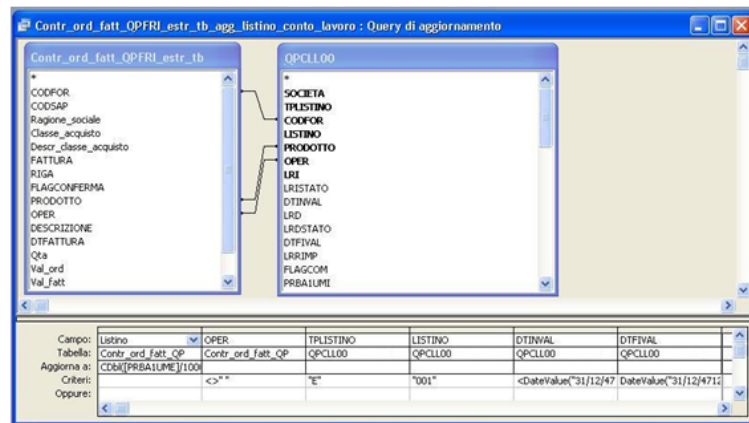 Contr_ord_fatt_QPFRI_estr_tb_agg_listino_conto_lavoro : Query di aggiornamento
Contr_ord_fatt_QPFRI_estr_tb
*
CODFOR
CODSAP
Ragione_sociale
Classe_acquisto
Descr_classe_acquisto
FATTURA
RIGA
FLAGCONFERMA
PRODOTTO
OPER
DESCRIZIONE
DTFATTURA
Qta
Val_ord
Val_fatt
QPCLL00
*
SOCIETA
TPLISTINO
CODFOR
LISTINO
PRODOTTO
OPER
LRI
LRISTATO
DTINVAL
LRD
LRDSTATO
DTFIVAL
LRRIMP
FLAGCOM
PRBA1UMI
Campo: Listino OPER TPLISTINO LISTINO DTINVAL DTFIVAL
Tabella: Contr_ord_fatt_QP Contr_ord_fatt_QP QPCLL00 QPCLL00 QPCLL00 QPCLL00
Aggiorna a: CDbl([PRBA1UME]/100
Criteri: <>" " "E" "001" <DateValue("31/12/47 DateValue("31/12/4712
Oppure: